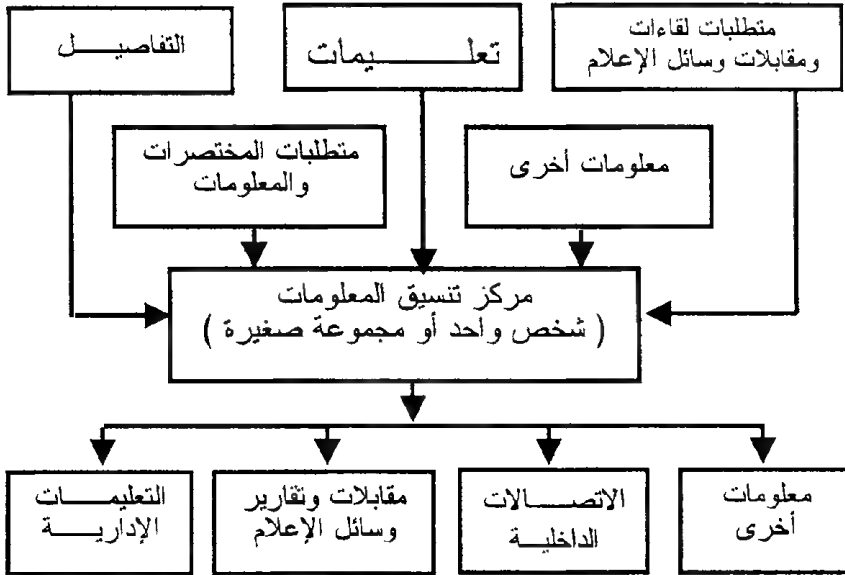 متطلبات لقاءات
ومقابلات وسائل الإعلام
تعليمات
التفاصيل
معلومات أخرى
متطلبات المختصرات
والمعلومات
مركز تنسيق المعلومات
( شخص واحد أو مجموعة صغيرة )
معلومات
أخرى
الاتصالات
الداخلية
مقابلات وتقارير
وسائل الإعلام
التعليمات
الإدارية